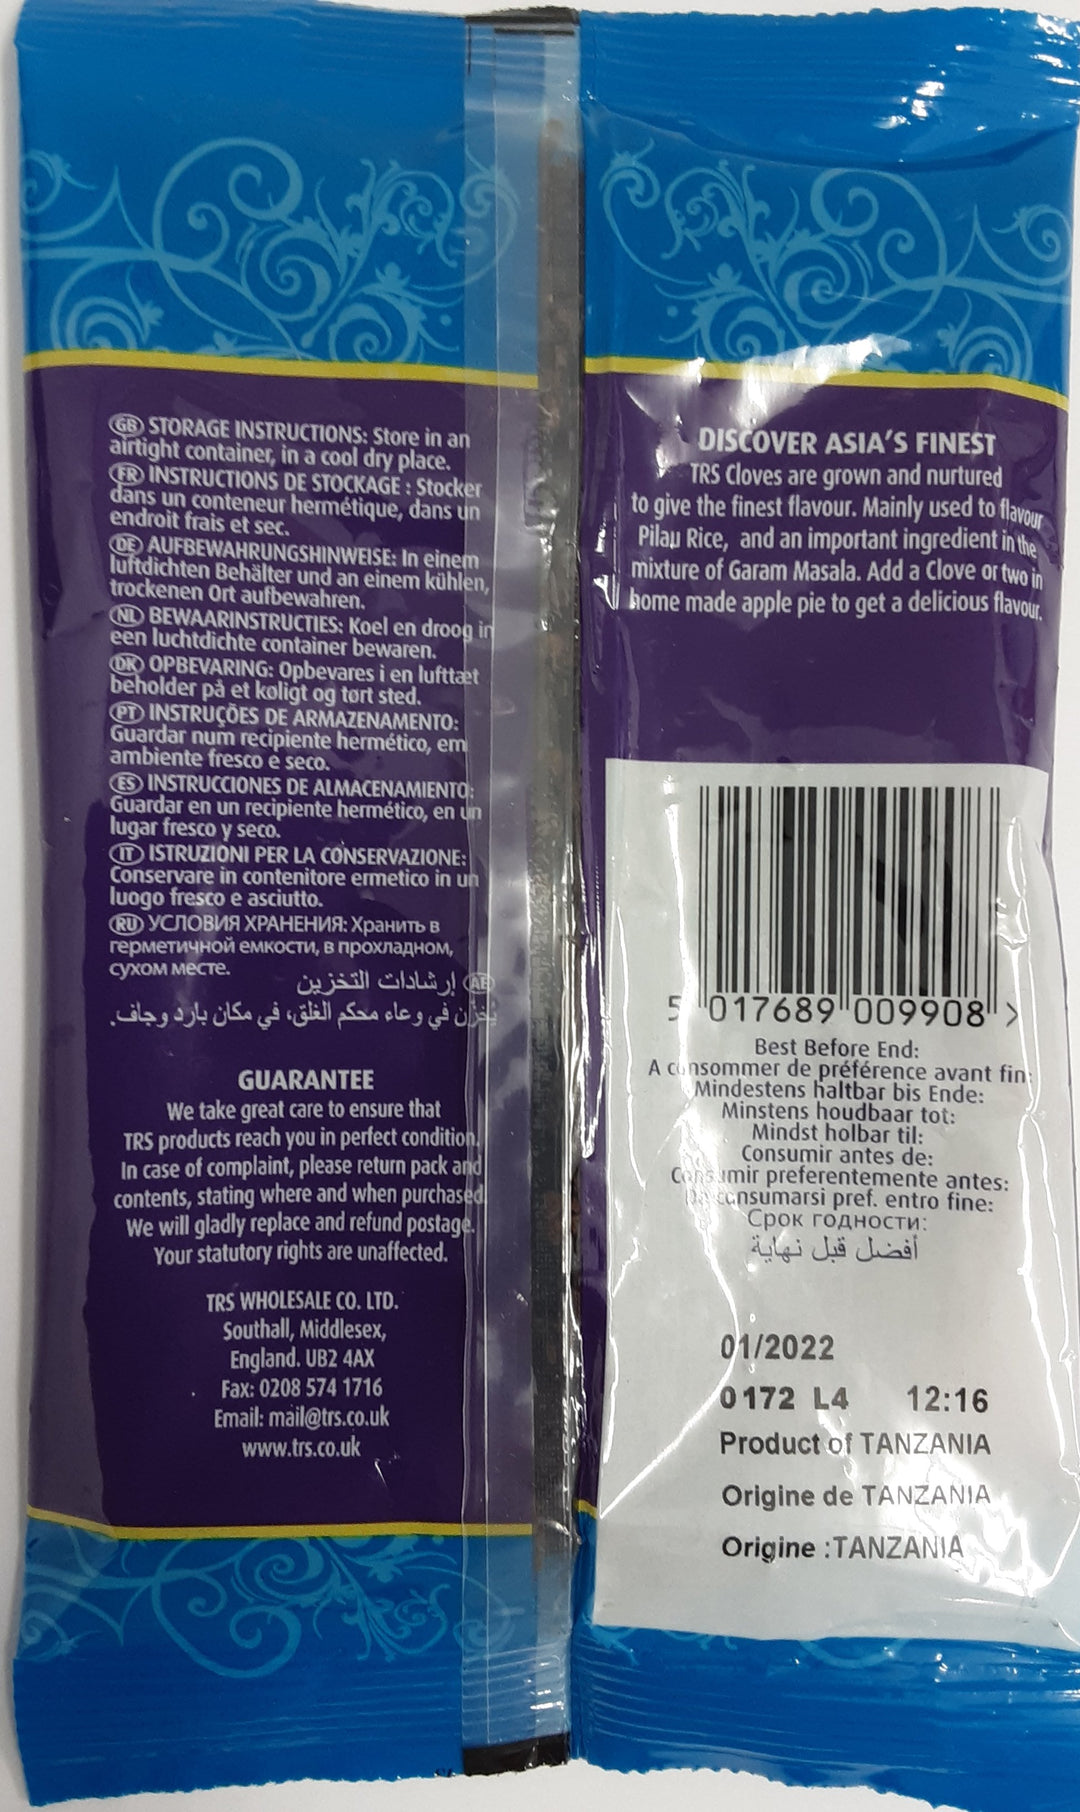 GB STORAGE INSTRUCTIONS: Store in an
airtight container, in a cool dry place.
FR INSTRUCTIONS DE STOCKAGE : Stocker
dans un conteneur hermétique, dans un
endroit frais et sec.
DE AUFBEWAHRUNGSHINWEISE: In einem
luftdichten Behälter und an einem kühlen,
trockenen Ort aufbewahren.
NL BEWAARINSTRUCTIES: Koel en droog in
een luchtdichte container bewaren.
DK OPBEVARING: Opbevares i en lufttæt
beholder på et køligt og tørt sted.
PT INSTRUÇÕES DE ARMAZENAMENTO:
Guardar num recipiente hermético, em
ambiente fresco e seco.
ES INSTRUCCIONES DE ALMACENAMIENTO:
Guardar en un recipiente hermético, en un
lugar fresco y seco.
IT ISTRUZIONI PER LA CONSERVAZIONE:
Conservare in contenitore ermetico in un
luogo fresco e asciutto.
RU УСЛОВИЯ ХРАНЕНИЯ: Хранить в
герметичной емкости, в прохладном,
сухом месте.
AE إرشادات التخزين
يخزن في وعاء محكم الغلق، في مكان بارد وجاف.
GUARANTEE
We take great care to ensure that
TRS products reach you in perfect condition.
In case of complaint, please return pack and
contents, stating where and when purchased.
We will gladly replace and refund postage.
Your statutory rights are unaffected.
TRS WHOLESALE CO. LTD.
Southall, Middlesex,
England. UB2 4AX
Fax: 0208 574 1716
Email: mail@trs.co.uk
www.trs.co.uk
DISCOVER ASIA'S FINEST
TRS Cloves are grown and nurtured
to give the finest flavour. Mainly used to flavour
Pilau Rice, and an important ingredient in the
mixture of Garam Masala. Add a Clove or two in
home made apple pie to get a delicious flavour.
5 017689 009908 >
Best Before End:
A consommer de préférence avant fin:
Mindestens haltbar bis Ende:
Minstens houdbaar tot:
Mindst holbar til:
Consumir antes de:
Consumir preferentemente antes:
Da consumarsi pref. entro fine:
Срок годности:
أفضل قبل نهاية
01/2022
0172 L4 12:16
Product of TANZANIA
Origine de TANZANIA
Origine :TANZANIA